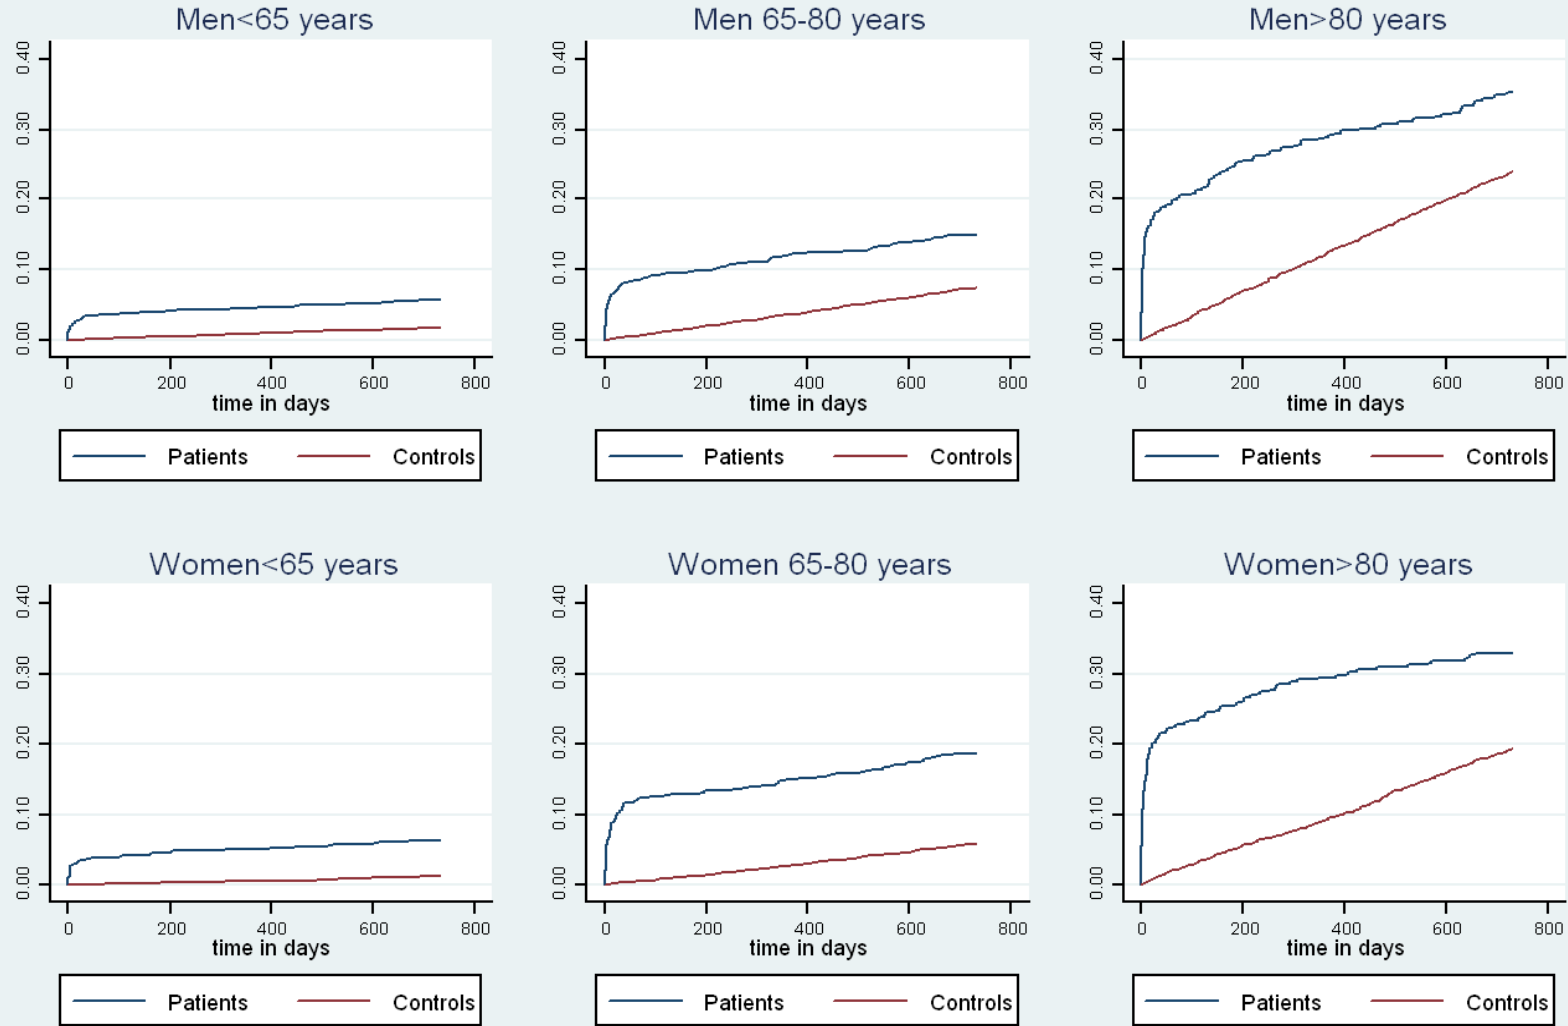 Men<65 years
0.40
0.30
0.20
0.10
0.00
0 200 400 600 800
time in days
Patients Controls
Men 65-80 years
0.40
0.30
0.20
0.10
0.00
0 200 400 600 800
time in days
Patients Controls
Men>80 years
0.40
0.30
0.20
0.10
0.00
0 200 400 600 800
time in days
Patients Controls
Women<65 years
0.40
0.30
0.20
0.10
0.00
0 200 400 600 800
time in days
Patients Controls
Women 65-80 years
0.40
0.30
0.20
0.10
0.00
0 200 400 600 800
time in days
Patients Controls
Women>80 years
0.40
0.30
0.20
0.10
0.00
0 200 400 600 800
time in days
Patients Controls